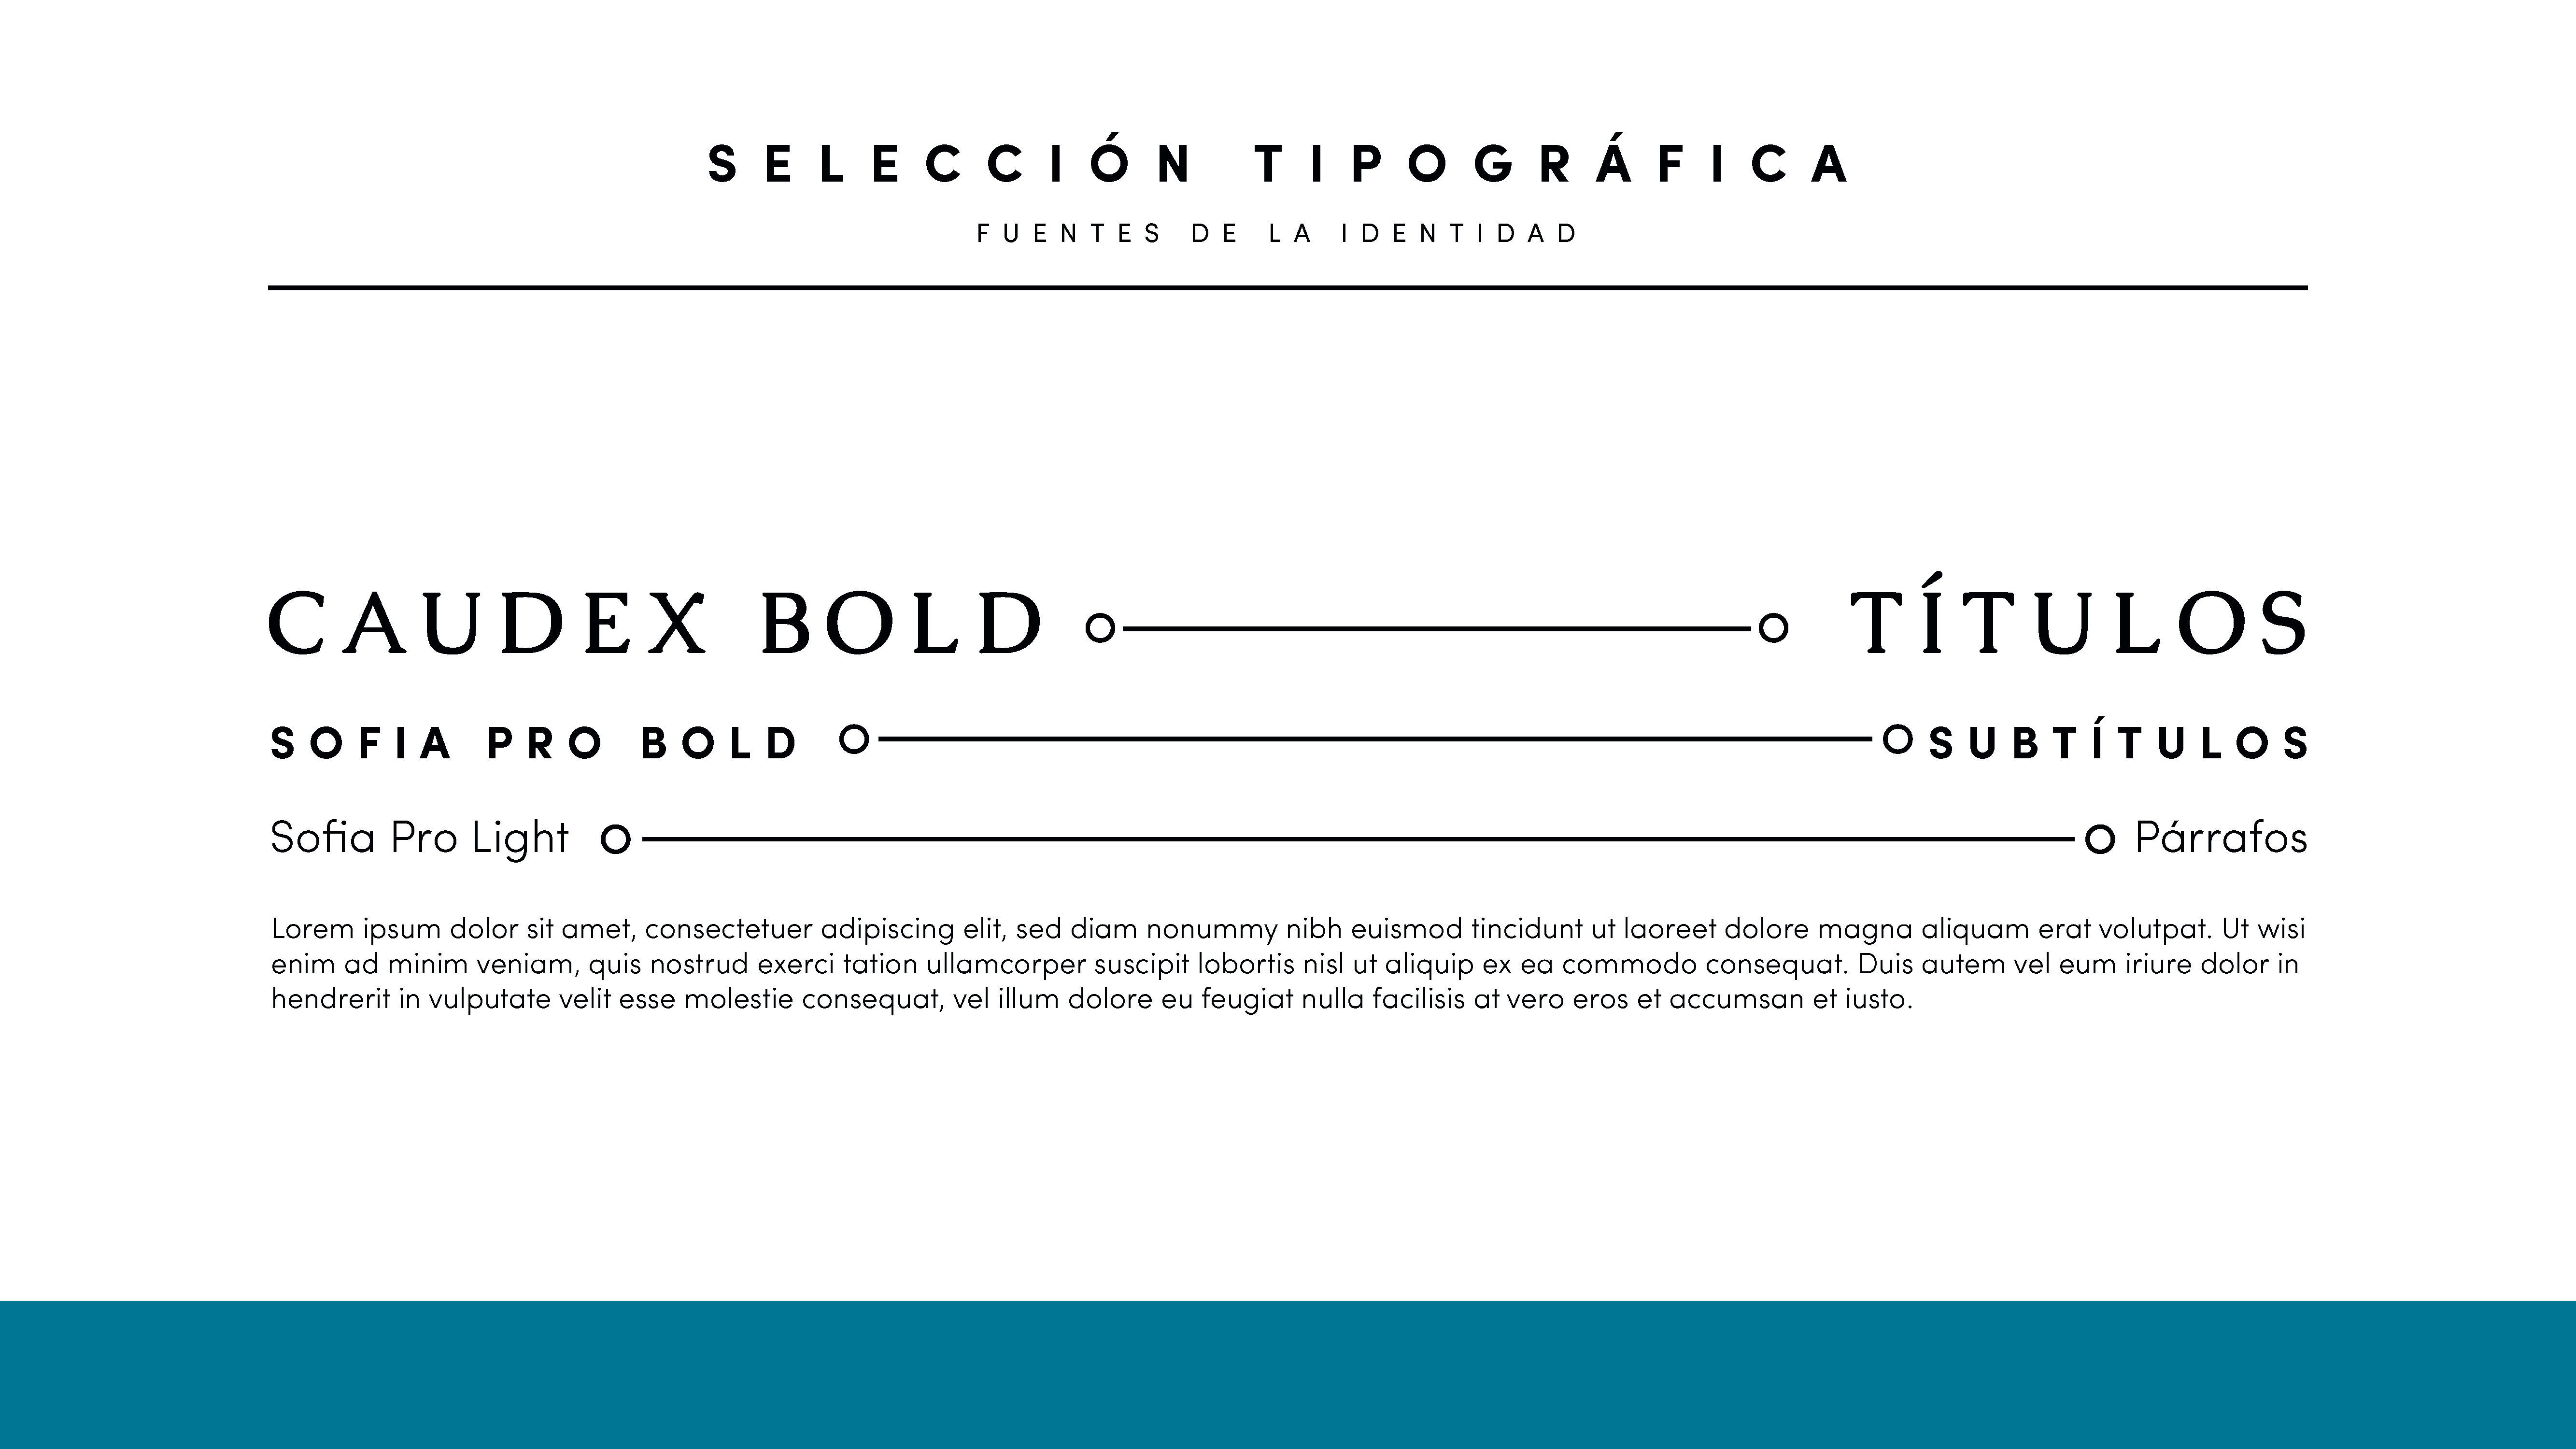 SELECCIÓN TIPOGRÁFICA
FUENTES DE LA IDENTIDAD
CAUDEX BOLD TÍTULOS
SOFIA PRO BOLD SUBTÍTULOS
Sofia Pro Light Párrafos
Lorem ipsum dolor sit amet, consectetuer adipiscing elit, sed diam nonummy nibh euismod tincidunt ut laoreet dolore magna aliquam erat volutpat. Ut wisi
enim ad minim veniam, quis nostrud exerci tation ullamcorper suscipit lobortis nisl ut aliquip ex ea commodo consequat. Duis autem vel eum iriure dolor in
hendrerit in vulputate velit esse molestie consequat, vel illum dolore eu feugiat nulla facilisis at vero eros et accumsan et iusto.